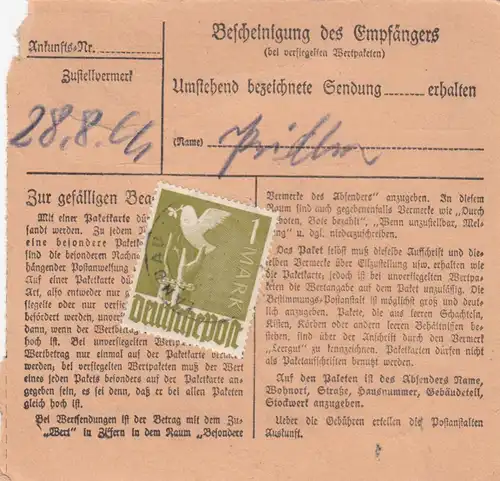 Ankunfts-Nr.
Zustellvermerk
28.8.
Bescheinigung des Empfängers
(bei versiegelten Wertpaketen)
Umstehend bezeichnete Sendung erhalten
(Name)
Zur gefälligen Bea
Mit einer Paketkarte dü
sandt werden. Zu jedem
eine besondere Paketen
sind die besonderen Nachna
hängender Postanweisung
Auf einer Paketkarte dü
Art, also entweder nur
siegelte oder nur versie
befördert werden, unver
dann, wenn der Wertbetra
hoch ist. Bei unversiegelten
Wertbetrag nur einmal auf der Paketkarte
werden; bei versiegelten Wertpaketen muß der Wert
eines jeden Pakets besonders auf der Paketkarte an-
gegeben sein, es sei denn, daß er bei allen Paketen
gleich hoch ist.
Bei Wertsendungen ist der Betrag mit dem Zu-
„Wert" in Ziffern in dem Raum „Besondere
1 MARK
Deutsche Post
Vermerke des Absenders" anzugeben. In diesem
Raum sind auch gegebenenfalls Vermerke wie „Durch
boten, Bote bezahlt", „Wenn unzustellbar, Mel-
dung" u. dgl. niederzuschreiben.
Das Paket selbst muß dieselbe Aufschrift und die-
selben Vermerke über Eilzustellung usw. erhalten, wie
die Paketkarte, jedoch ist bei unversiegelten Wert-
paketen die Wertangabe auf dem Paket unzulässig. Die
Bestimmungs-Postanstalt ist möglichst groß und deut-
lich anzugeben. Pakete, die aus leeren Schachteln,
Kisten, Körben oder andern leeren Behältnissen be-
stehen, sind über der Anschrift durch den Vermerk
„Leergut" zu kennzeichnen. Paketkarten dürfen nicht
als Paketaufschriften benutzt werden.
Auf den Paketen ist des Absenders Name,
Wohnort, Straße, Hausnummer, Gebäudeteil,
Stockwerk anzugeben.
Ueber die Gebühren erteilen die Postanstalten
Auskunft.